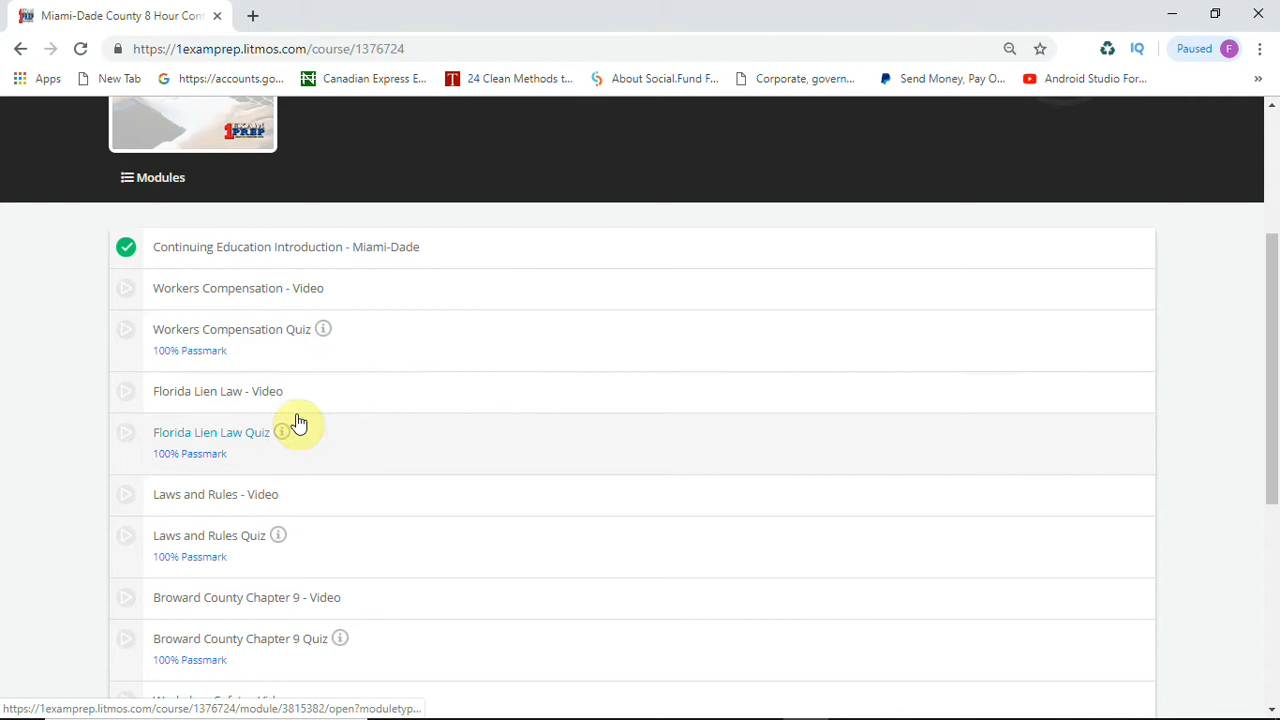 Miami-Dade County 8 Hour Cont
https://1examprep.litmos.com/course/1376724
Paused F
Apps New Tab https://accounts.go... Canadian Express E... 24 Clean Methods t... About Social.Fund F... Corporate, govern... Send Money, Pay O... Android Studio For... »
1EXAM PREP
Modules
Continuing Education Introduction - Miami-Dade
Workers Compensation - Video
Workers Compensation Quiz
100% Passmark
Florida Lien Law - Video
Florida Lien Law Quiz
100% Passmark
Laws and Rules - Video
Laws and Rules Quiz
100% Passmark
Broward County Chapter 9 - Video
Broward County Chapter 9 Quiz
100% Passmark
https://1examprep.litmos.com/course/1376724/module/3815382/open?moduletyp...